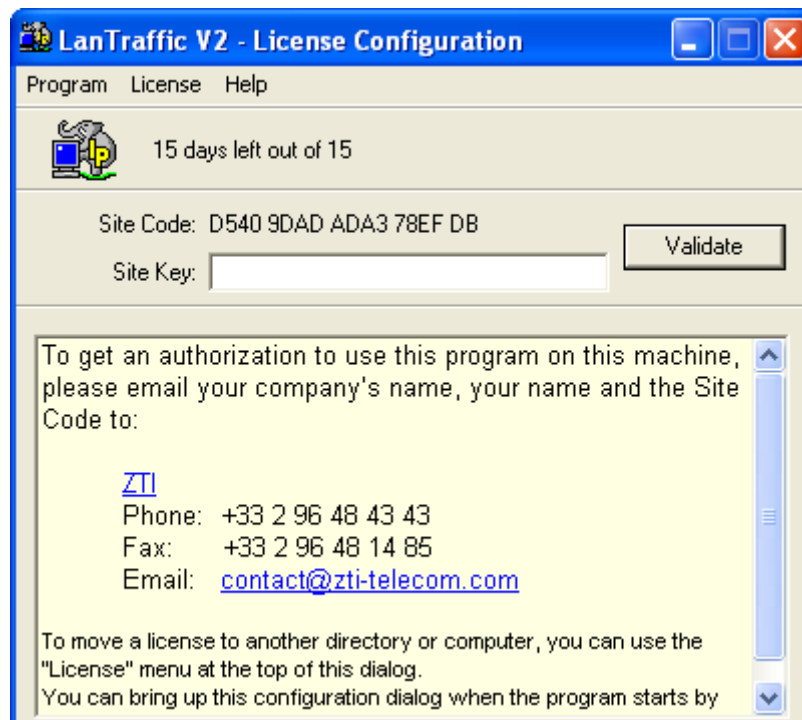 LanTraffic V2 - License Configuration
Program License Help
15 days left out of 15
Site Code: D540 9DAD ADA3 78EF DB
Validate
Site Key:
To get an authorization to use this program on this machine,
please email your company's name, your name and the Site
Code to:
ZTI
Phone: +33 2 96 48 43 43
Fax: +33 2 96 48 14 85
Email: contact@zti-telecom.com
To move a license to another directory or computer, you can use the
"License" menu at the top of this dialog.
You can bring up this configuration dialog when the program starts by